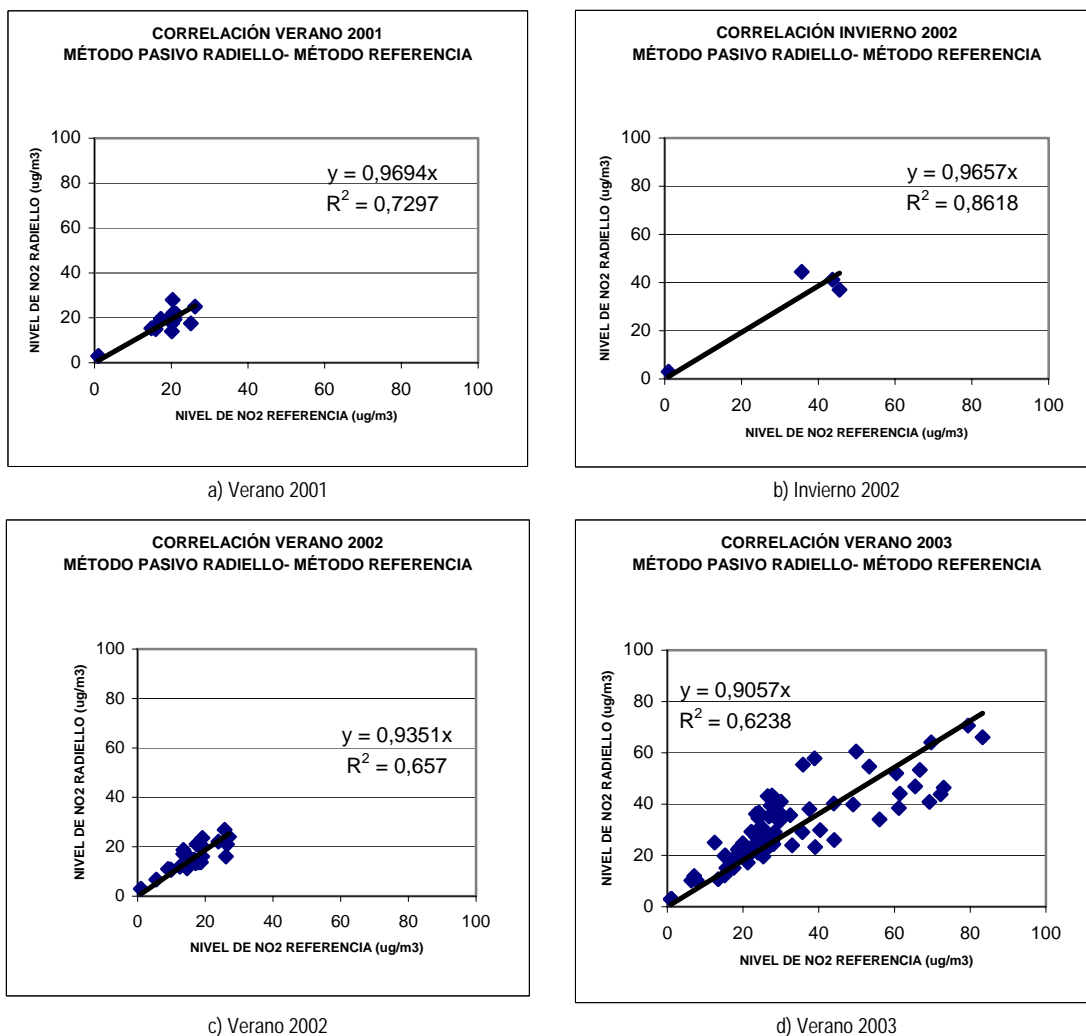 CORRELACIÓN VERANO 2001
MÉTODO PASIVO RADIELLO- MÉTODO REFERENCIA
NIVEL DE NO2 RADIELLO (ug/m3)
100
80
60
40
20
0
y = 0,9694x
R² = 0,7297
0 20 40 60 80 100
NIVEL DE NO2 REFERENCIA (ug/m3)
a) Verano 2001
CORRELACIÓN INVIERNO 2002
MÉTODO PASIVO RADIELLO- MÉTODO REFERENCIA
NIVEL DE NO2 RADIELLO (ug/m3)
100
80
60
40
20
0
y = 0,9657x
R² = 0,8618
0 20 40 60 80 100
NIVEL DE NO2 REFERENCIA (ug/m3)
b) Invierno 2002
CORRELACIÓN VERANO 2002
MÉTODO PASIVO RADIELLO- MÉTODO REFERENCIA
NIVEL DE NO2 RADIELLO (ug/m3)
100
80
60
40
20
0
y = 0,9351x
R² = 0,657
0 20 40 60 80 100
NIVEL DE NO2 REFERENCIA (ug/m3)
c) Verano 2002
CORRELACIÓN VERANO 2003
MÉTODO PASIVO RADIELLO- MÉTODO REFERENCIA
NIVEL DE NO2 RADIELLO (ug/m3)
100
80
60
40
20
0
y = 0,9057x
R² = 0,6238
0 20 40 60 80 100
NIVEL DE NO2 REFERENCIA (ug/m3)
d) Verano 2003